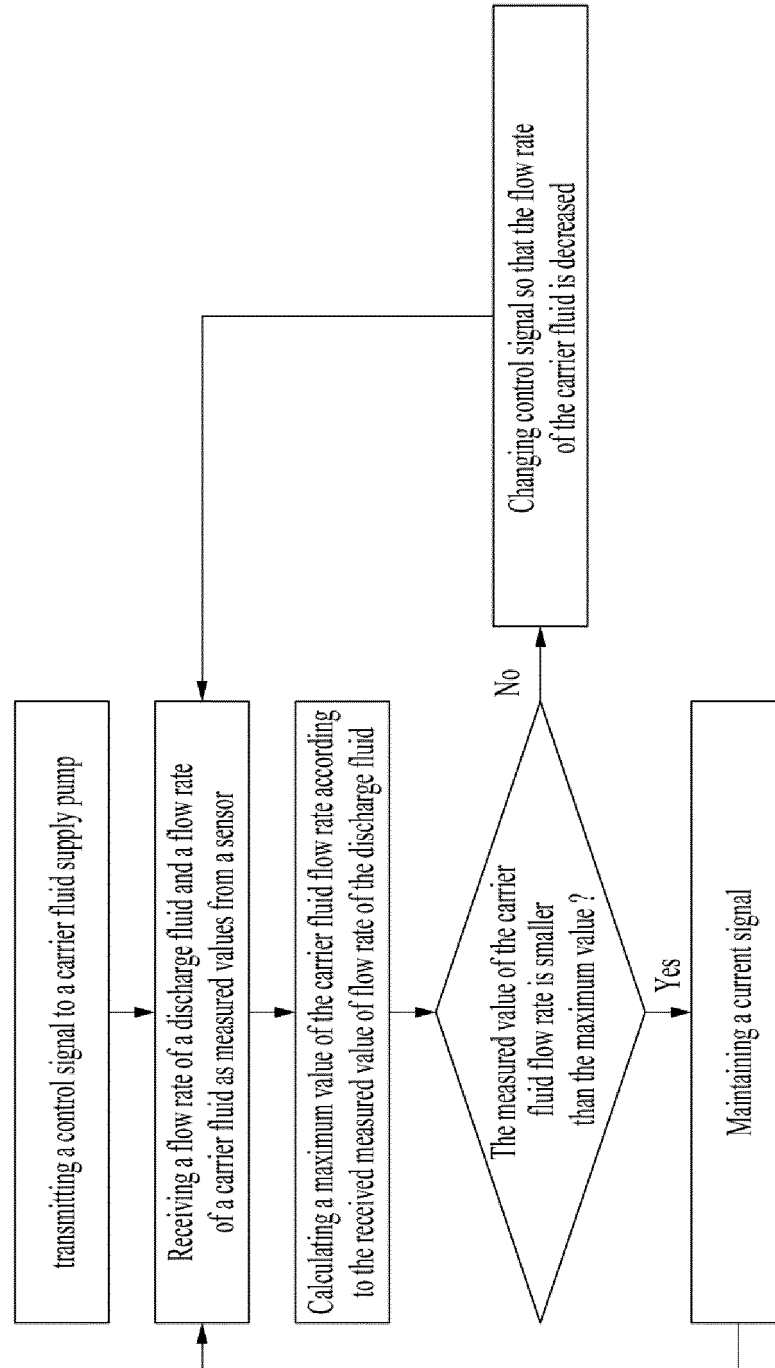 transmitting a control signal to a carrier fluid supply pump
Receiving a flow rate of a discharge fluid and a flow rate
of a carrier fluid as measured values from a sensor
Calculating a maximum value of the carrier fluid flow rate according
to the received measured value of flow rate of the discharge fluid
The measured value of the carrier
fluid flow rate is smaller
than the maximum value ?
No
Changing control signal so that the flow rate
of the carrier fluid is decreased
Yes
Maintaining a current signal